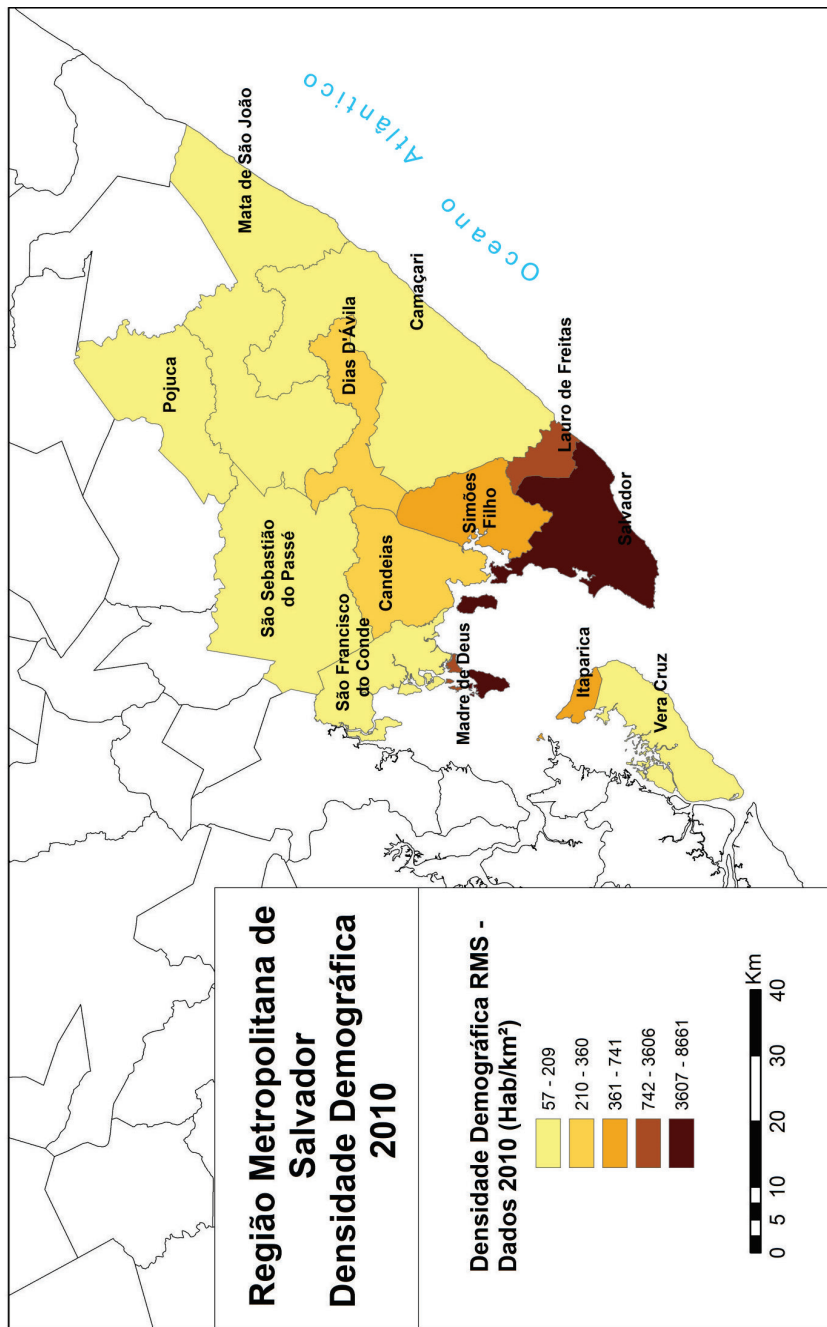 Região Metropolitana de
Salvador
Densidade Demográfica
2010
Densidade Demográfica RMS -
Dados 2010 (Hab/km²)
57 - 209
210 - 360
361 - 741
742 - 3606
3607 - 8661
0 5 10 20 30 40
Km
Mata de São João
Pojuca
Camaçari
Dias D'Ávila
São Sebastião
do Passé
Lauro de Freitas
Simões
Filho
Candeias
São Francisco
do Conde
Salvador
Madre de Deus
Itaparica
Vera Cruz
Oceano Atlântico